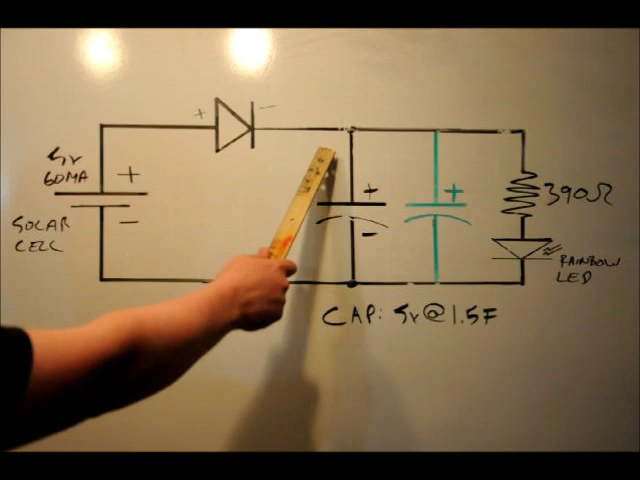 5v
60MA
SOLAR
CELL
+ -
+
-
+
-
+
390Ω
RAINBOW
LED
CAP: 5v@1.5F